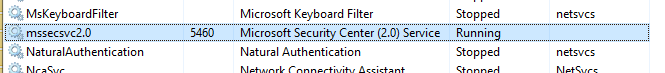 MsKeyboardFilter Microsoft Keyboard Filter Stopped netsvcs
mssecsvc2.0 5460 Microsoft Security Center (2.0) Service Running
NaturalAuthentication Natural Authentication Stopped netsvcs
NcaSvc Network Connectivity Assistant Stopped NetSvcs